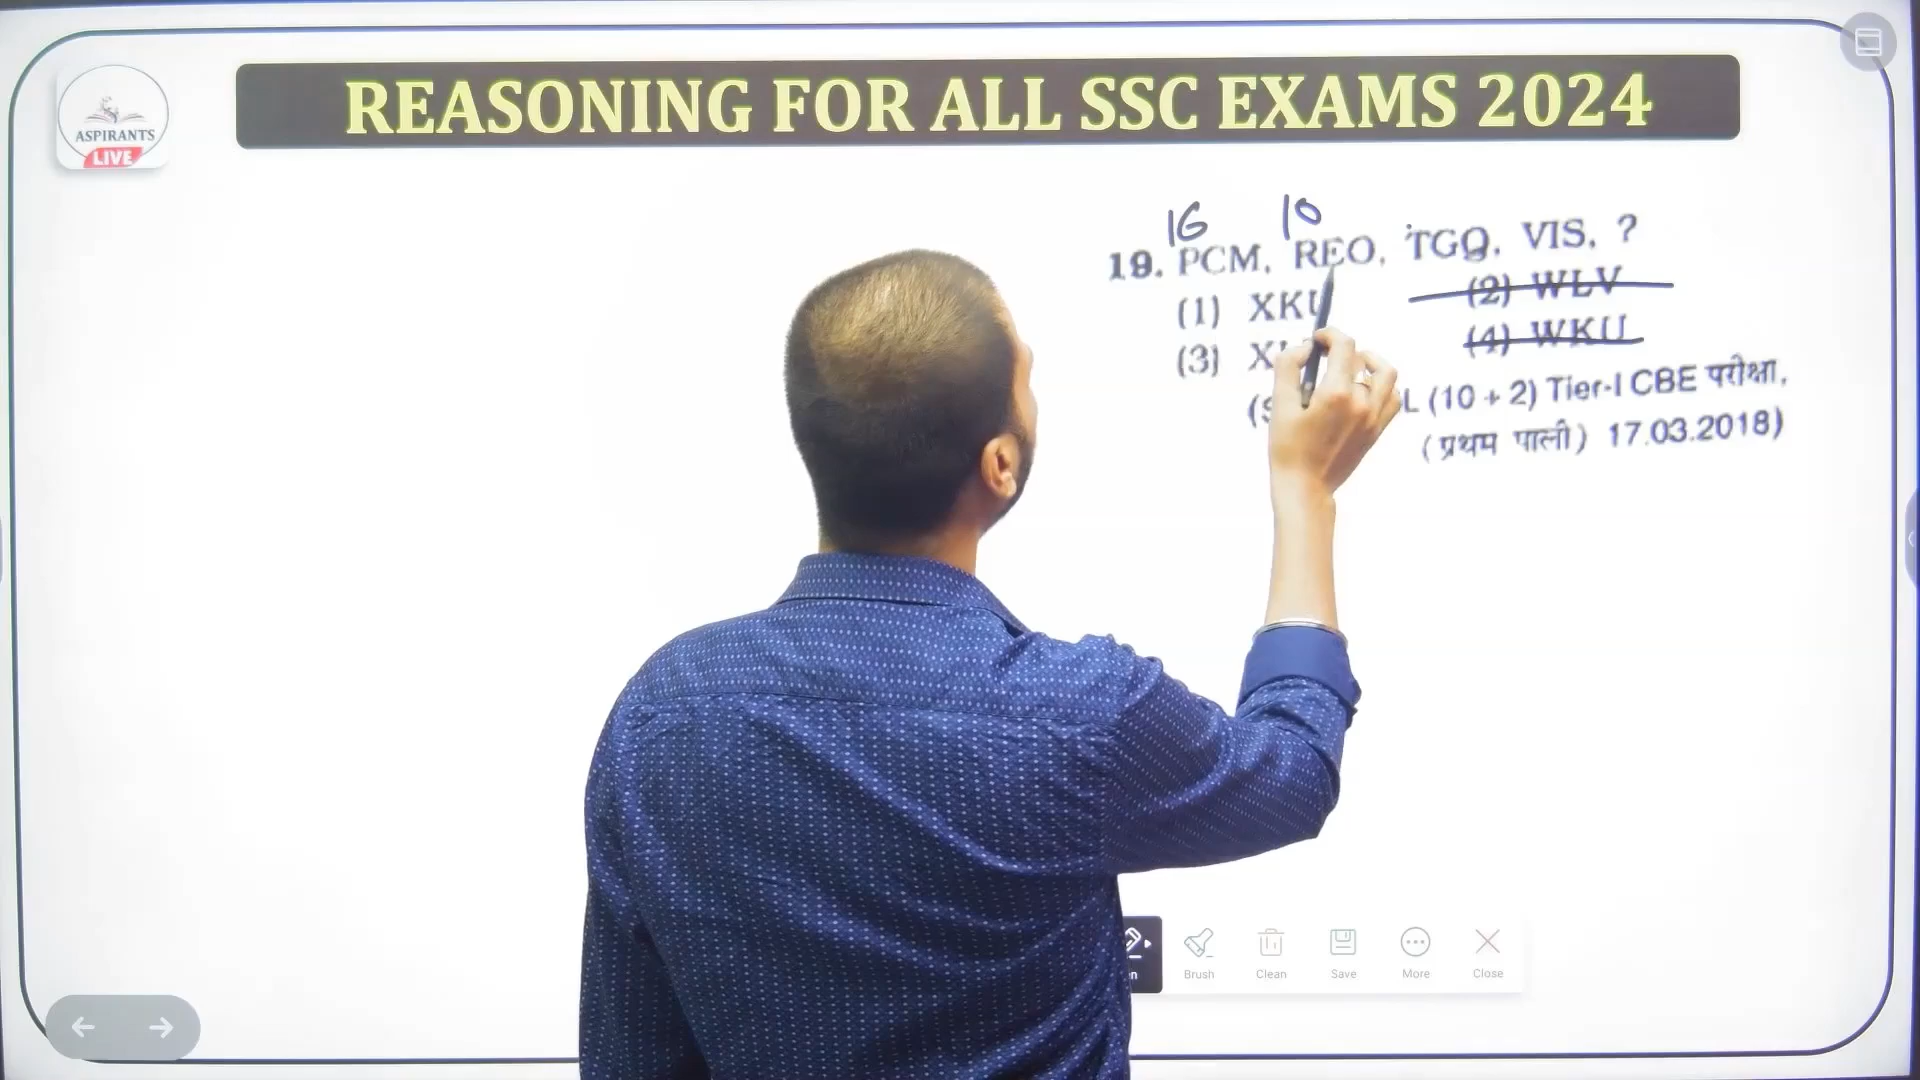 REASONING FOR ALL SSC EXAMS 2024
ASPIRANTS
LIVE
16 10
19. PCM, REO, TGQ, VIS, ?
(1) XKU (2) WLV
(3) (4) WKU
(10 + 2) Tier-I CBE परीक्षा,
(प्रथम पाली) 17.03.2018)
Brush Clean Save More Close